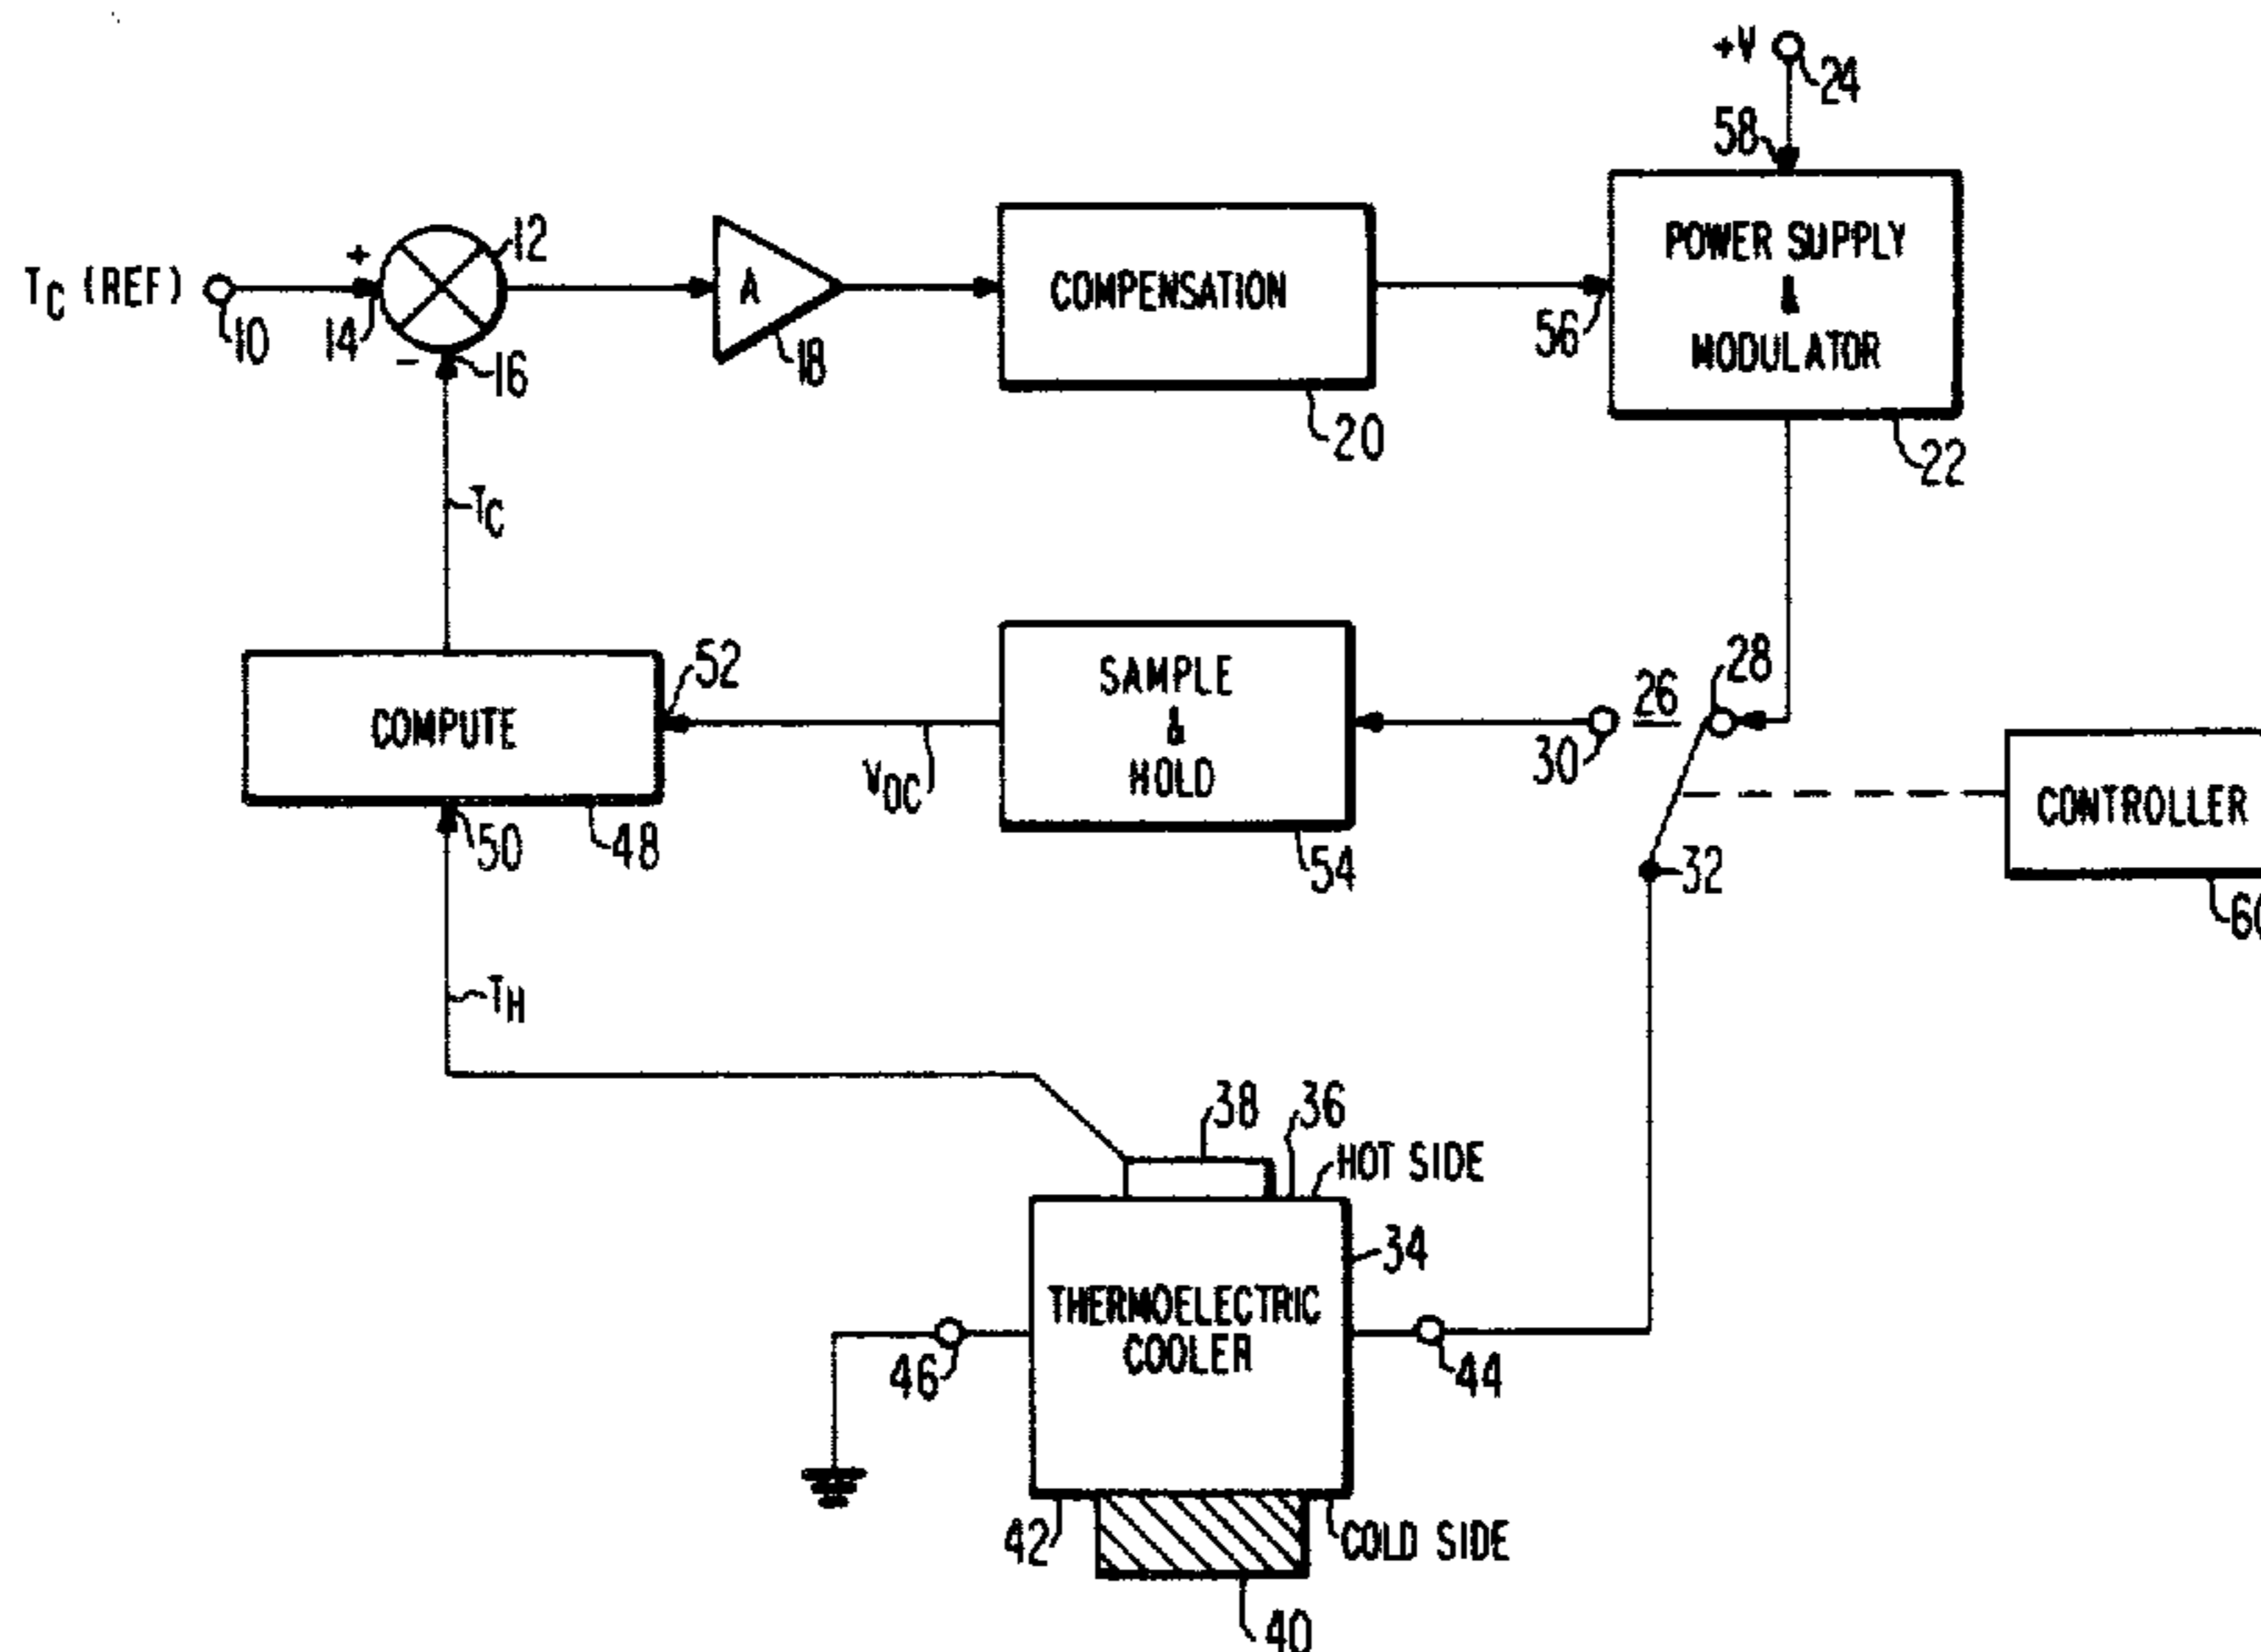 +V
24
58
POWER SUPPLY
&
MODULATOR
56
22
TC (REF)
10
+
14
12
-
16
A
18
COMPENSATION
20
TC
COMPUTE
52
50
48
VOC
SAMPLE
&
HOLD
54
30
26
28
32
CONTROLLER
TH
38
36
HOT SIDE
34
THERMOELECTRIC
COOLER
46
44
42
COLD SIDE
40